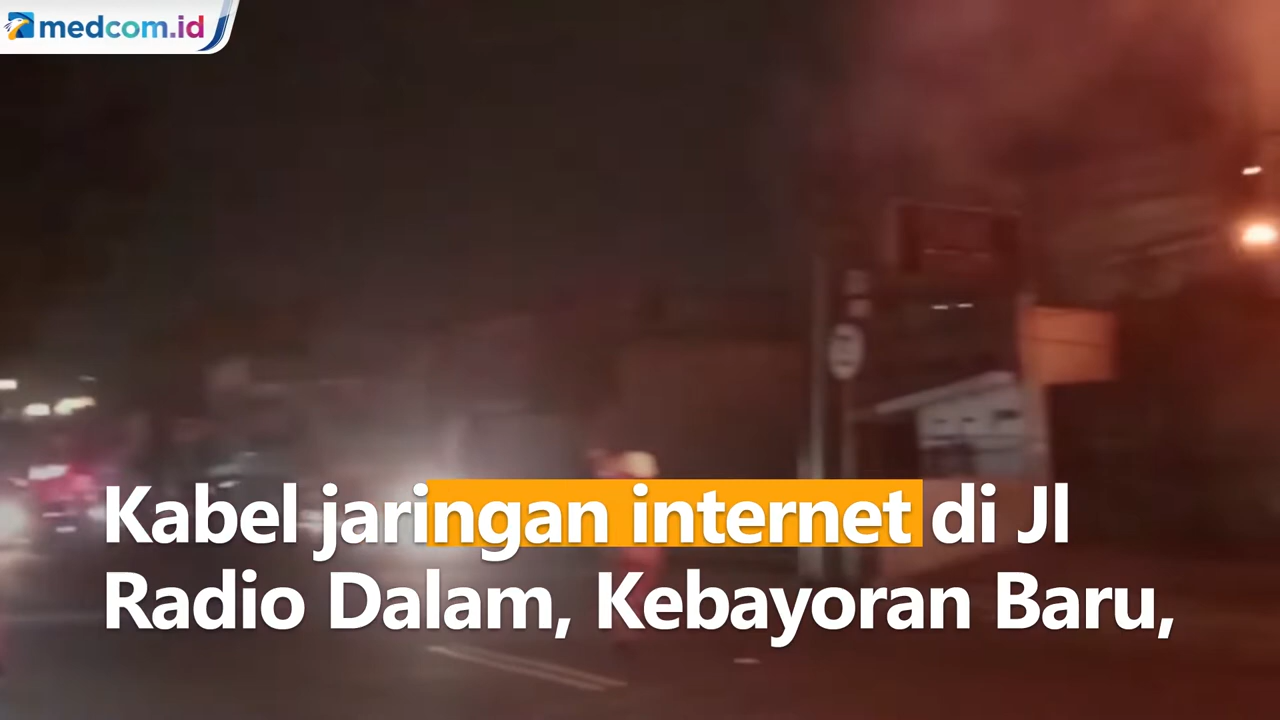 medcom.id
Kabel jaringan internet di Jl
Radio Dalam, Kebayoran Baru,